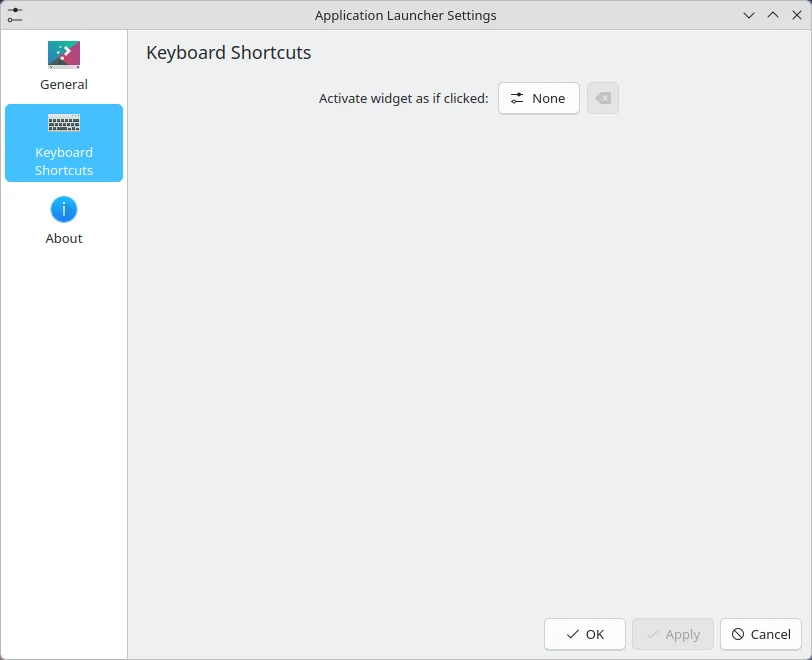 Application Launcher Settings
General
Keyboard
Shortcuts
About
Keyboard Shortcuts
Activate widget as if clicked: None
OK Apply Cancel